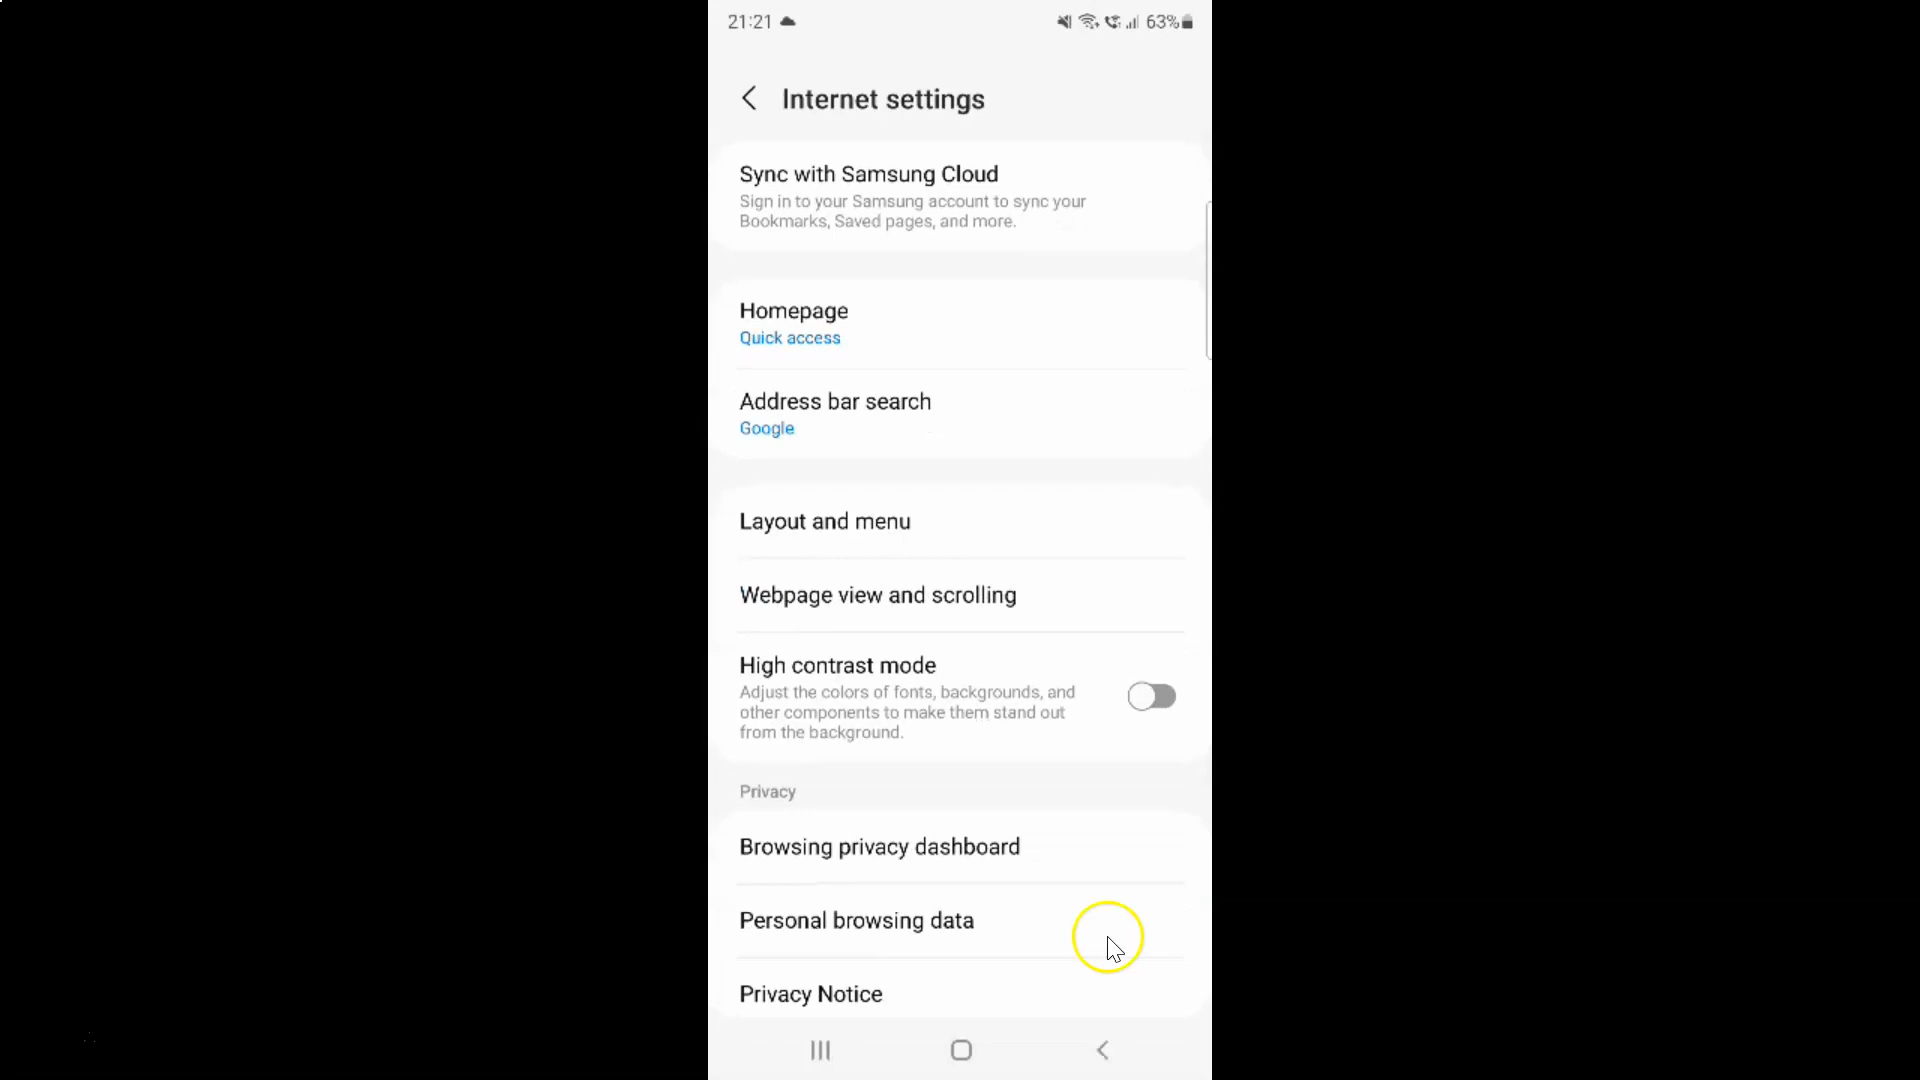 21:21
63%
Internet settings
Sync with Samsung Cloud
Sign in to your Samsung account to sync your
Bookmarks, Saved pages, and more.
Homepage
Quick access
Address bar search
Google
Layout and menu
Webpage view and scrolling
High contrast mode
Adjust the colors of fonts, backgrounds, and
other components to make them stand out
from the background.
Privacy
Browsing privacy dashboard
Personal browsing data
Privacy Notice